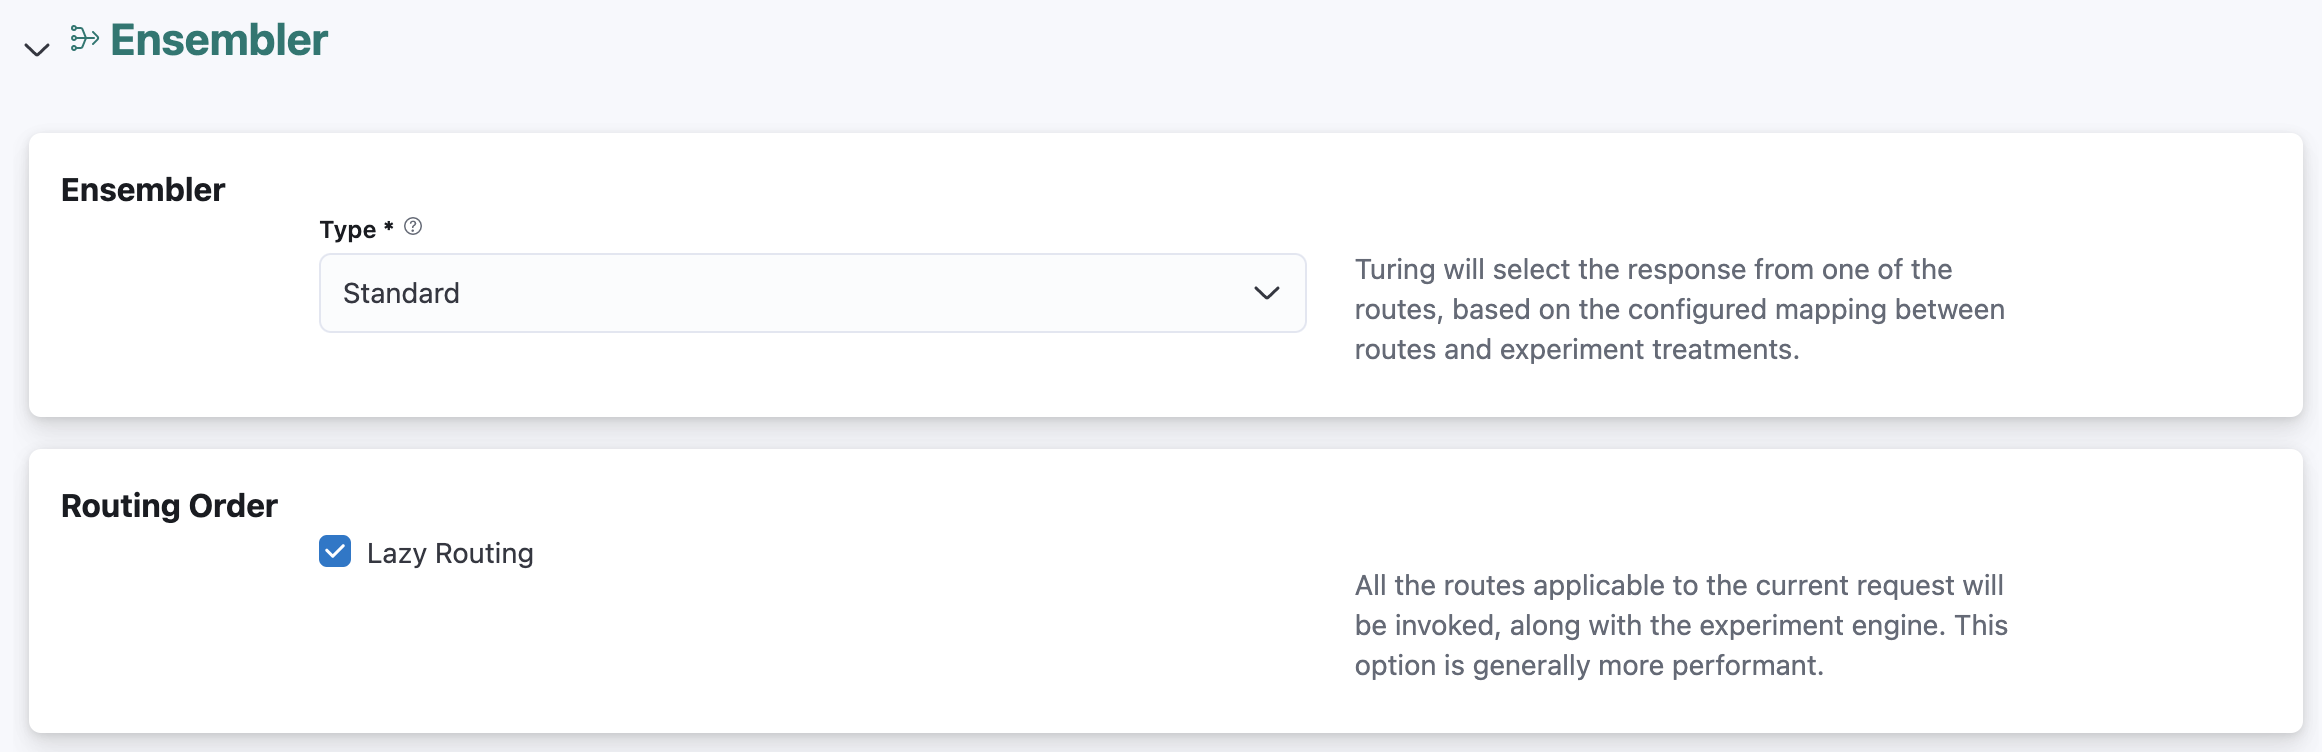 Ensembler
Ensembler
Type *
Standard
Turing will select the response from one of the
routes, based on the configured mapping between
routes and experiment treatments.
Routing Order
Lazy Routing
All the routes applicable to the current request will
be invoked, along with the experiment engine. This
option is generally more performant.